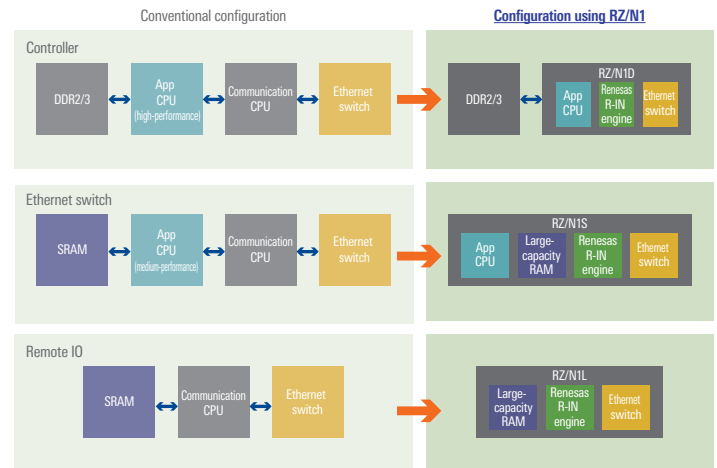 Conventional configuration
Configuration using RZ/N1
Controller
DDR2/3
App
CPU
(high-performance)
Communication
CPU
Ethernet
switch
DDR2/3
RZ/N1D
App
CPU
Renesas
R-IN
engine
Ethernet
switch
Ethernet switch
SRAM
App
CPU
(medium-performance)
Communication
CPU
Ethernet
switch
RZ/N1S
App
CPU
Large-
capacity
RAM
Renesas
R-IN
engine
Ethernet
switch
Remote IO
SRAM
Communication
CPU
Ethernet
switch
RZ/N1L
Large-
capacity
RAM
Renesas
R-IN
engine
Ethernet
switch